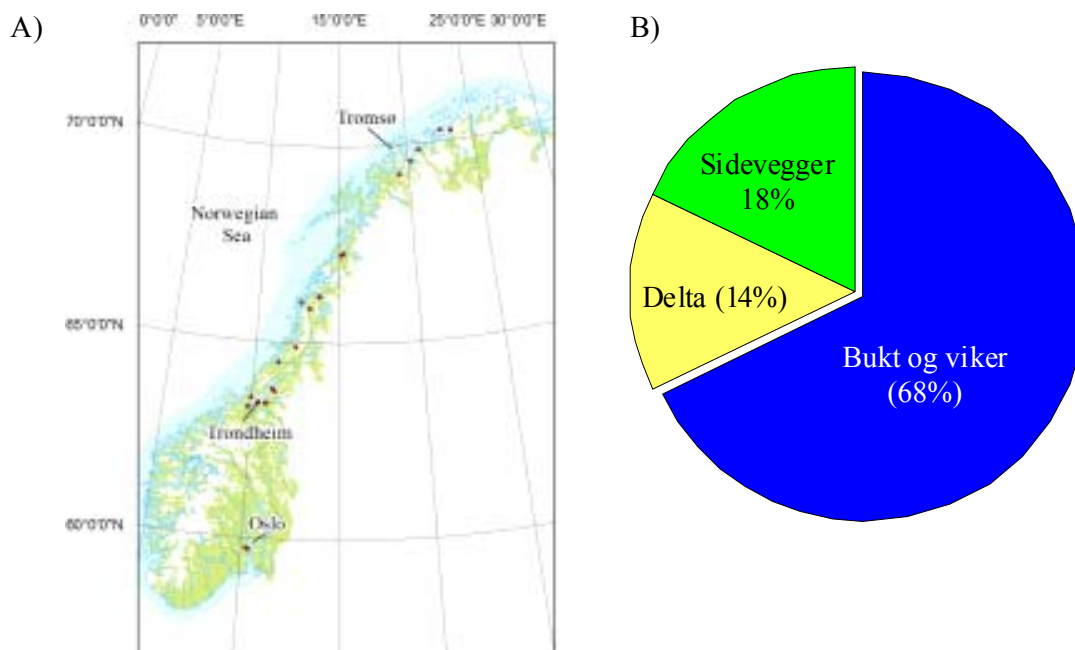 A)
0°0'0" 5°0'0"E 15°0'0"E 25°0'0"E 30°0'0"E
70°0'0"N
Tromsø
Norwegian
Sea
65°0'0"N
Trondheim
60°0'0"N
Oslo
B)
Sidevegger
18%
Delta (14%)
Bukt og viker
(68%)